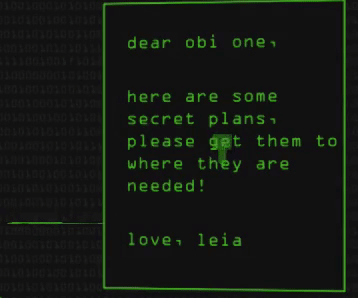 dear obi one,
here are some
secret plans,
please get them to
where they are
needed!
love, leia